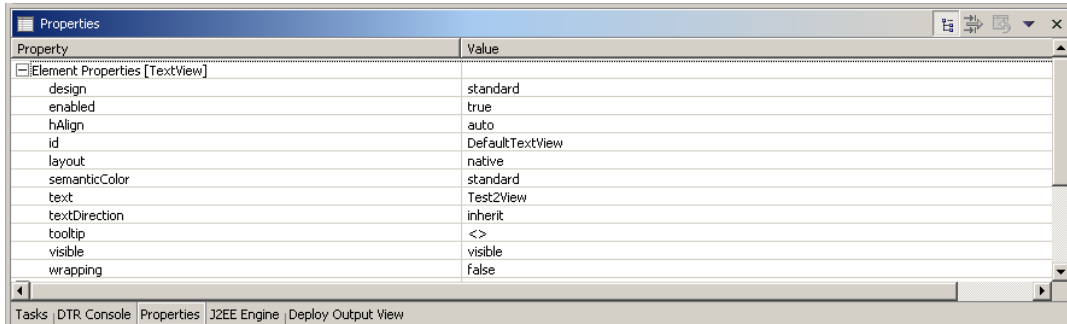 Properties
Property Value
Element Properties [TextView]
design standard
enabled true
hAlign auto
id DefaultTextView
layout native
semanticColor standard
text Test2View
textDirection inherit
tooltip <>
visible visible
wrapping false
Tasks DTR Console Properties J2EE Engine Deploy Output View